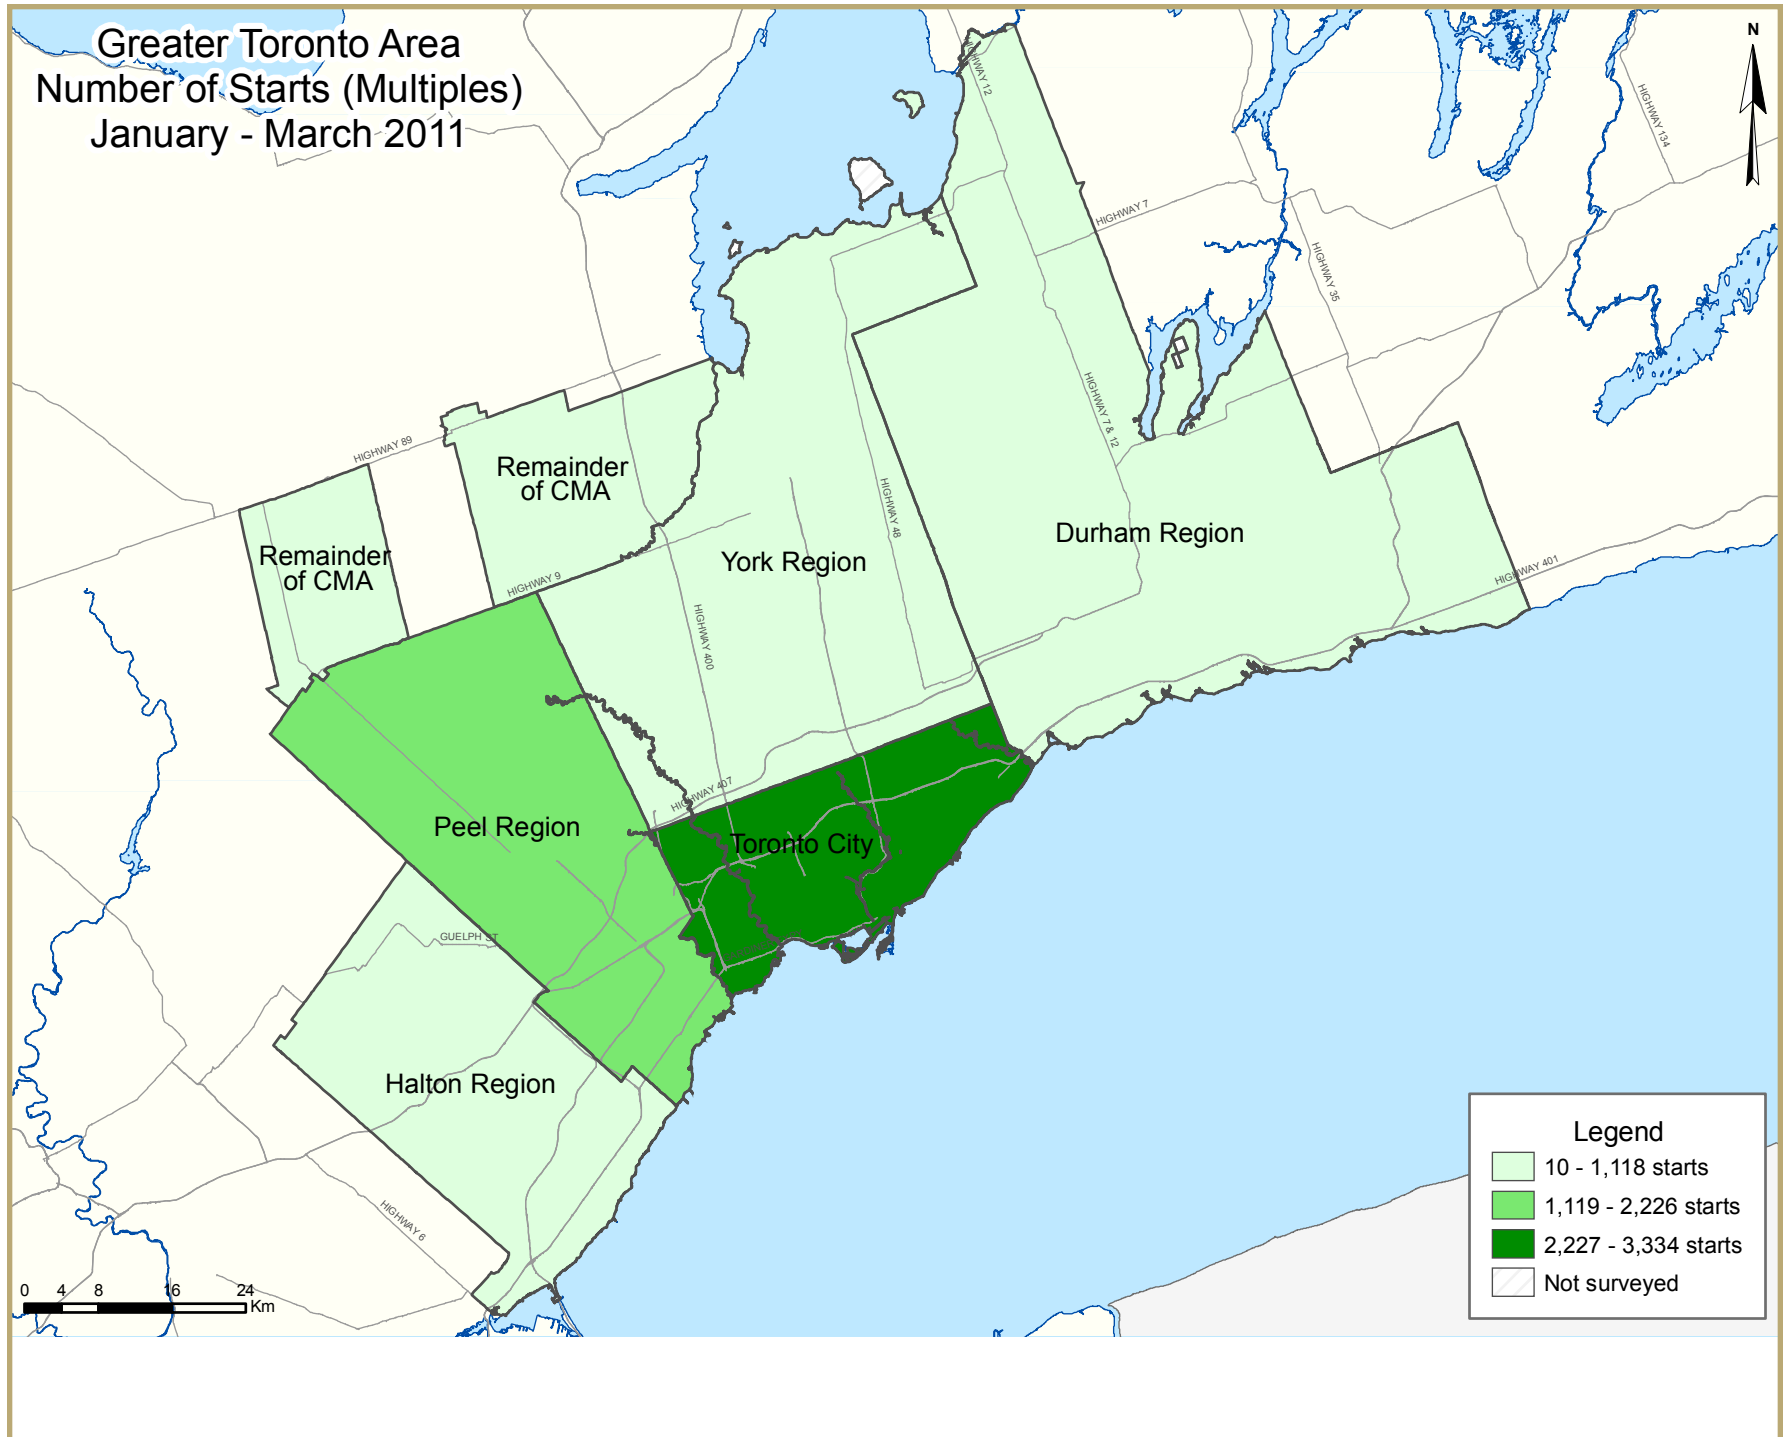 Greater Toronto Area
Number of Starts (Multiples)
January - March 2011
N
HIGHWAY 12
HIGHWAY 134
HIGHWAY 7
HIGHWAY 35
HIGHWAY 89
HIGHWAY 7 & 12
Remainder
of CMA
HIGHWAY 48
Remainder
of CMA
York Region
Durham Region
HIGHWAY 9
HIGHWAY 401
HIGHWAY 400
HIGHWAY 407
Peel Region
Toronto City
GUELPH ST
Halton Region
HIGHWAY 6
0 4 8 16 24
Km
Legend
10 - 1,118 starts
1,119 - 2,226 starts
2,227 - 3,334 starts
Not surveyed